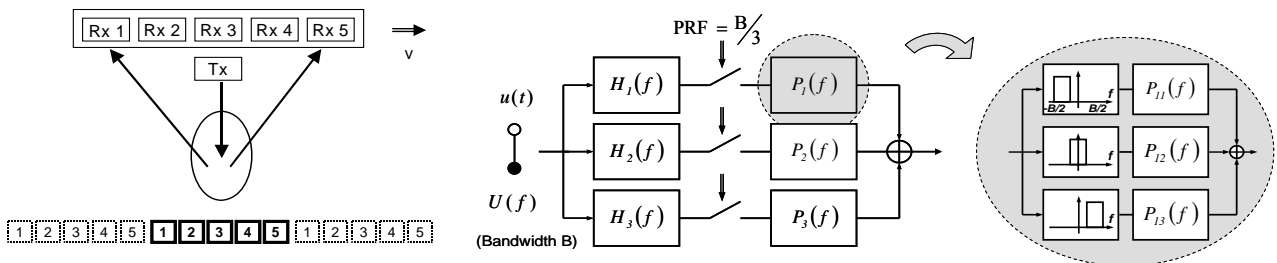 Rx 1 Rx 2 Rx 3 Rx 4 Rx 5
v
Tx
1 2 3 4 5 1 2 3 4 5 1 2 3 4 5
PRF = B/3
u(t)
U(f)
(Bandwidth B)
H1(f) P1(f)
H2(f) P2(f)
H3(f) P3(f)
f
-B/2 B/2
P11(f)
f
P12(f)
f
P13(f)